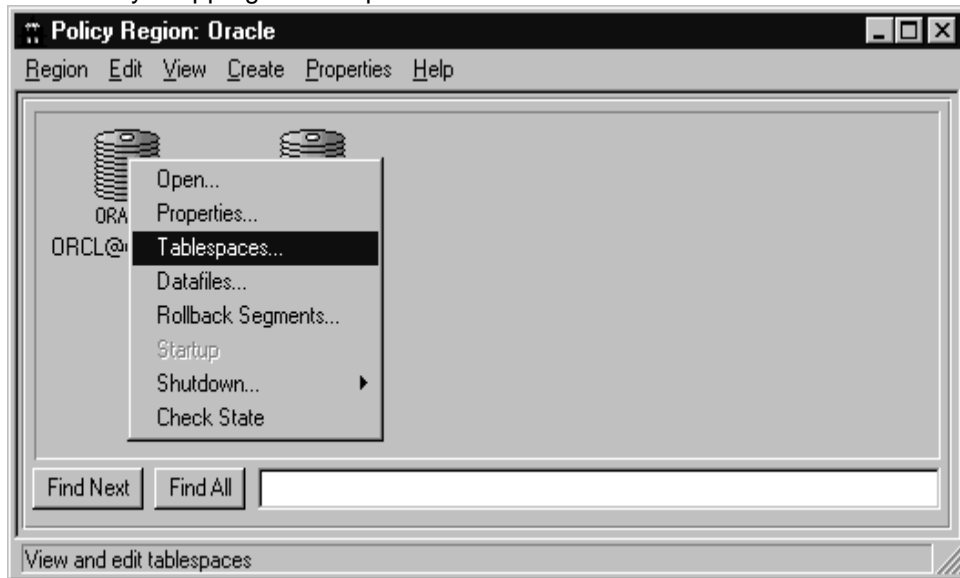 Policy Region: Oracle
Region Edit View Create Properties Help
ORA
ORCL@
Open...
Properties...
Tablespaces...
Datafiles...
Rollback Segments...
Startup
Shutdown...
Check State
Find Next Find All
View and edit tablespaces